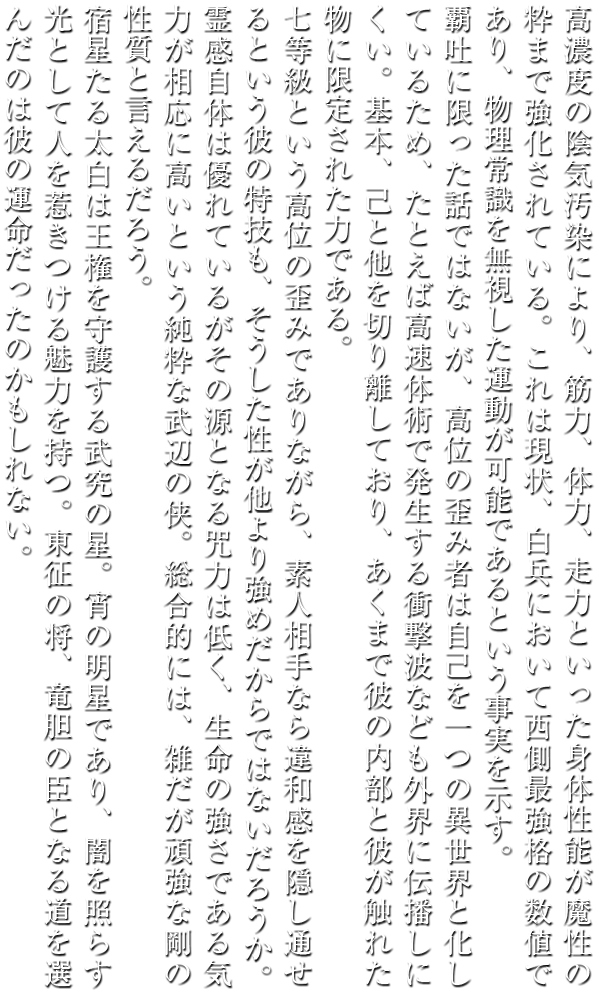 高濃度の陰気汚染により、筋力、体力、走力といった身体性能が魔性の
粋まで強化されている。これは現状、白兵において西側最強格の数値で
あり、物理常識を無視した運動が可能であるという事実を示す。
覇吐に限った話ではないが、高位の歪み者は自己を一つの異世界と化し
ているため、たとえば高速体術で発生する衝撃波なども外界に伝播しに
くい。基本、己と他を切り離しており、あくまで彼の内部と彼が触れた
物に限定された力である。
七等級という高位の歪みでありながら、素人相手なら違和感を隠し通せ
るという彼の特技も、そうした性が他より強めだからではないだろうか。
霊感自体は優れているがその源となる咒力は低く、生命の強さである気
力が相応に高いという純粋な武辺の侠。総合的には、雑だが頑強な剛の
性質と言えるだろう。
宿星たる太白は王権を守護する武究の星。宵の明星であり、闇を照らす
光として人を惹きつける魅力を持つ。東征の将、竜胆の臣となる道を選
んだのは彼の運命だったのかもしれない。